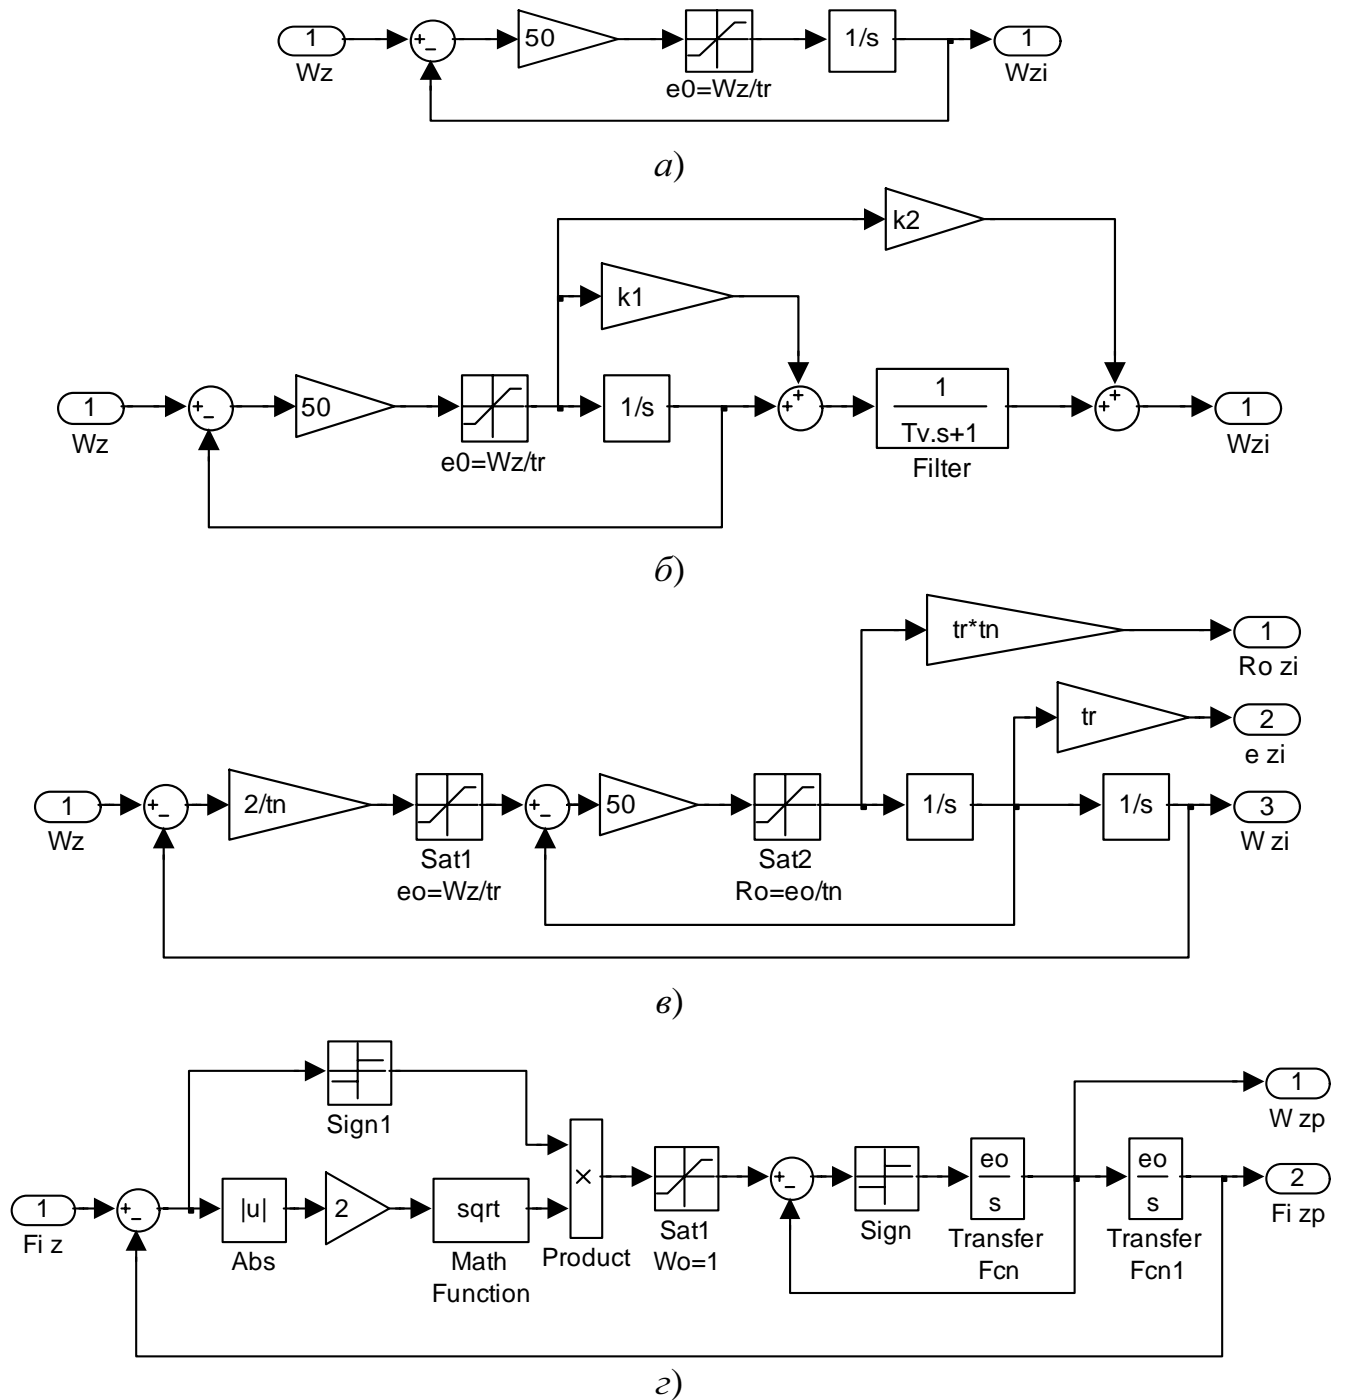 1
Wz
+
−
50
e0=Wz/tr
1/s
1
Wzi
а)
k2
k1
1
Wz
+
−
50
e0=Wz/tr
1/s
+
+
1
Tv.s+1
Filter
+
+
1
Wzi
б)
tr*tn
1
Ro zi
tr
2
e zi
1
Wz
+
−
2/tn
Sat1
eo=Wz/tr
+
−
50
Sat2
Ro=eo/tn
1/s
1/s
3
W zi
в)
Sign1
1
W zp
1
Fi z
+
−
|u|
Abs
2
sqrt
Math
Function
×
Product
Sat1
Wo=1
+
−
Sign
eo
s
Transfer
Fcn
eo
s
Transfer
Fcn1
2
Fi zp
г)